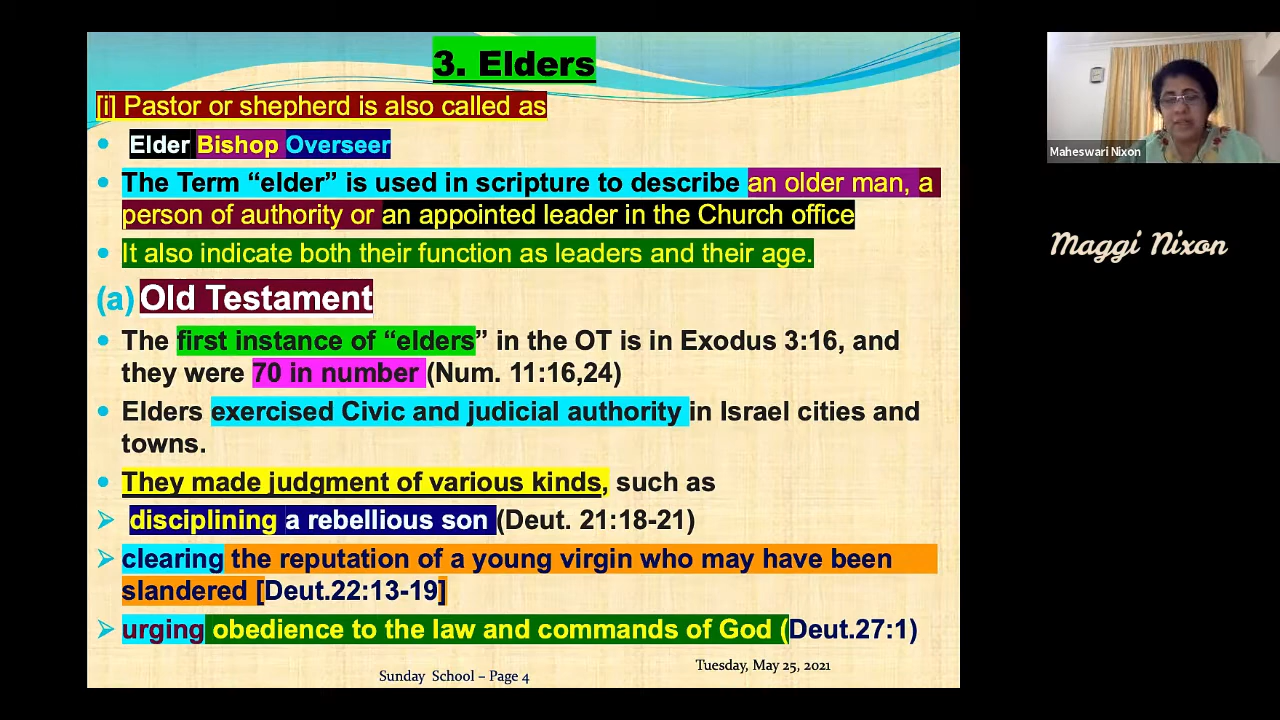 3. Elders
[i] Pastor or shepherd is also called as
Elder Bishop Overseer
The Term “elder” is used in scripture to describe an older man, a
person of authority or an appointed leader in the Church office
It also indicate both their function as leaders and their age.
(a) Old Testament
The first instance of “elders” in the OT is in Exodus 3:16, and
they were 70 in number (Num. 11:16,24)
Elders exercised Civic and judicial authority in Israel cities and
towns.
They made judgment of various kinds, such as
disciplining a rebellious son (Deut. 21:18-21)
clearing the reputation of a young virgin who may have been
slandered [Deut.22:13-19]
urging obedience to the law and commands of God (Deut.27:1)
Sunday School – Page 4
Tuesday, May 25, 2021
Maheswari Nixon
Maggi Nixon